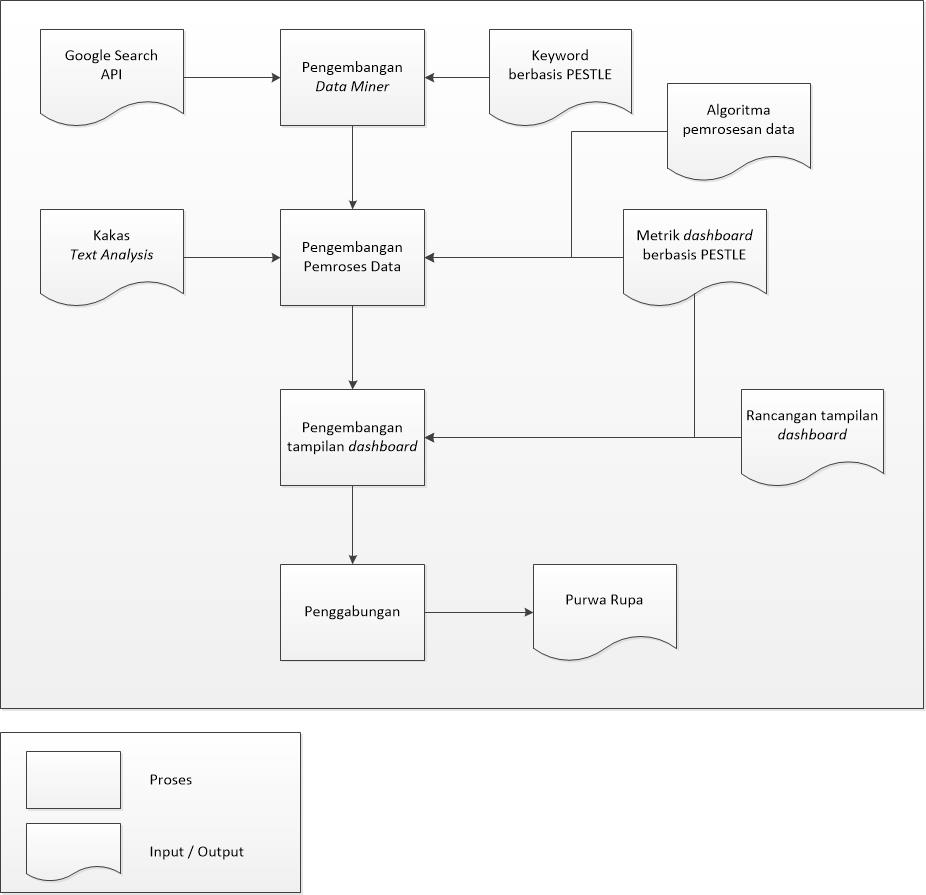 Google Search
API
Pengembangan
Data Miner
Keyword
berbasis PESTLE
Algoritma
pemrosesan data
Kakas
Text Analysis
Pengembangan
Pemroses Data
Metrik dashboard
berbasis PESTLE
Pengembangan
tampilan dashboard
Rancangan tampilan
dashboard
Penggabungan
Purwa Rupa
Proses
Input / Output